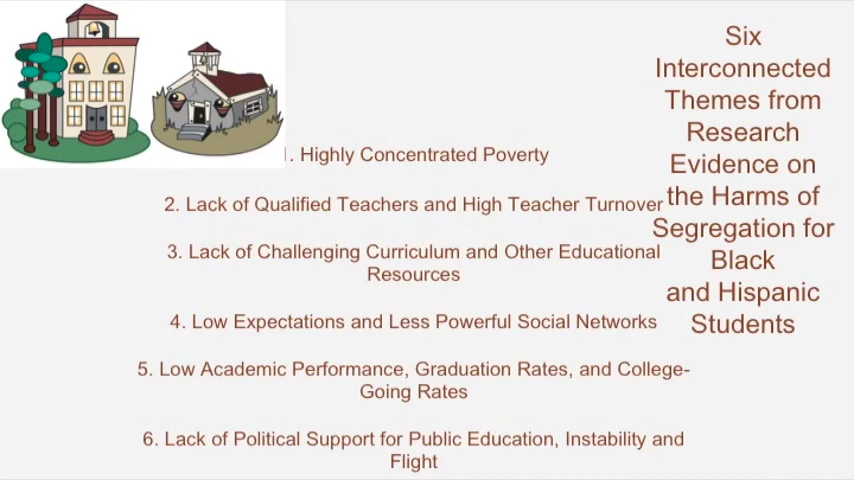 Six
Interconnected
Themes from
Research
Evidence on
the Harms of
Segregation for
Black
and Hispanic
Students
1. Highly Concentrated Poverty
2. Lack of Qualified Teachers and High Teacher Turnover
3. Lack of Challenging Curriculum and Other Educational
Resources
4. Low Expectations and Less Powerful Social Networks
5. Low Academic Performance, Graduation Rates, and College-
Going Rates
6. Lack of Political Support for Public Education, Instability and
Flight